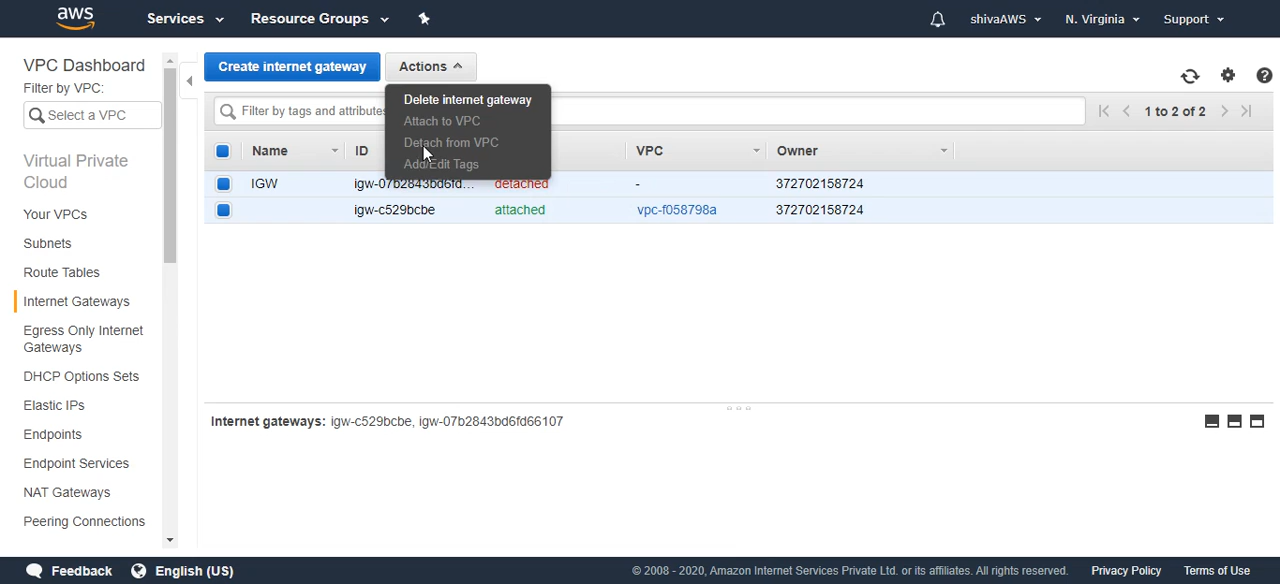 aws Services Resource Groups shivaAWS N. Virginia Support
VPC Dashboard
Filter by VPC:
Select a VPC
Virtual Private
Cloud
Your VPCs
Subnets
Route Tables
Internet Gateways
Egress Only Internet
Gateways
DHCP Options Sets
Elastic IPs
Endpoints
Endpoint Services
NAT Gateways
Peering Connections
Create internet gateway Actions
Delete internet gateway
Attach to VPC
Detach from VPC
Add/Edit Tags
Filter by tags and attributes 1 to 2 of 2
Name ID VPC Owner
IGW igw-07b2843bd6fd... detached - 372702158724
igw-c529bcbe attached vpc-f058798a 372702158724
Internet gateways: igw-c529bcbe, igw-07b2843bd6fd66107
Feedback English (US) © 2008 - 2020, Amazon Internet Services Private Ltd. or its affiliates. All rights reserved. Privacy Policy Terms of Use